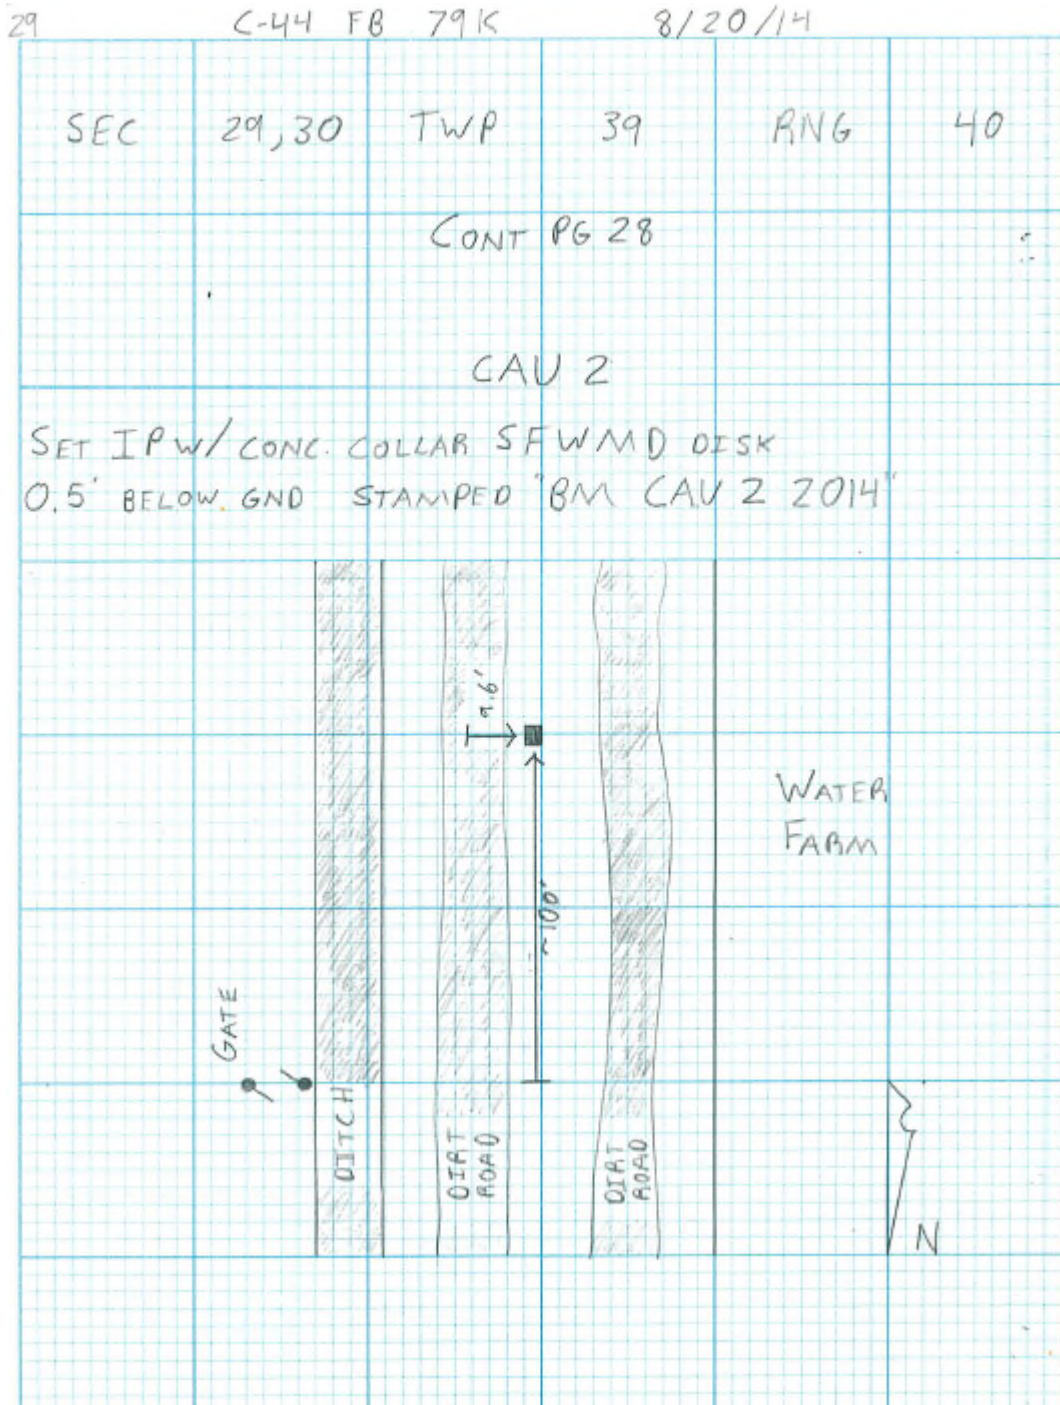 29 C-44 FB 79K 8/20/14
SEC 29,30 TWP 39 RNG 40
CONT PG 28
CAU 2
SET IP W/ CONC. COLLAR SFWMD DISK
0.5' BELOW GND STAMPED "BM CAU 2 2014"
9.6'
WATER
FARM
~100'
GATE
DITCH
DIRT
ROAD
DIRT
ROAD
N